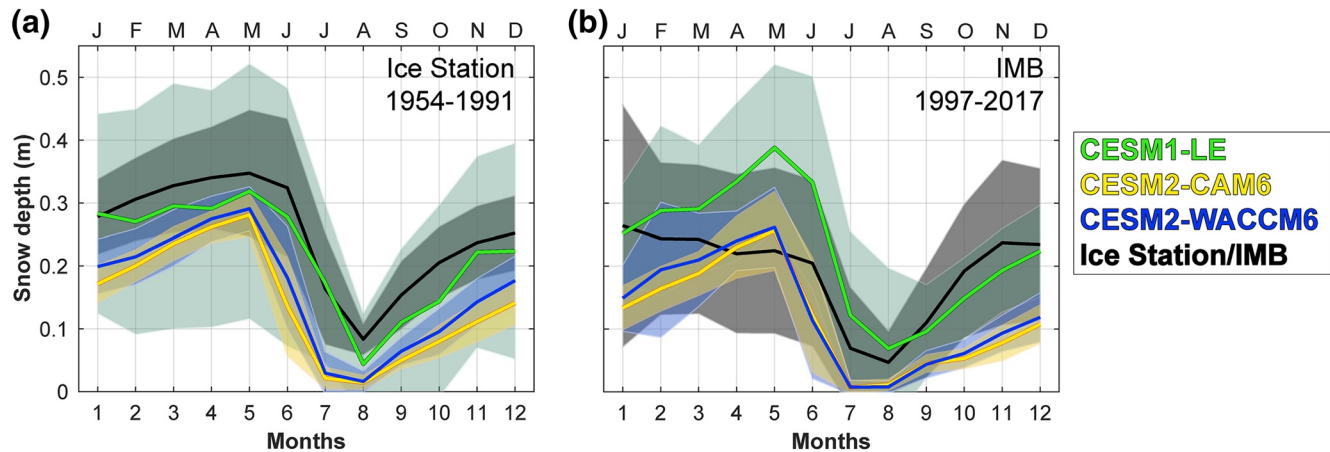 (a)
J F M A M J J A S O N D
Ice Station
1954-1991
Snow depth (m)
0.5
0.4
0.3
0.2
0.1
0
1 2 3 4 5 6 7 8 9 10 11 12
Months
(b)
J F M A M J J A S O N D
IMB
1997-2017
1 2 3 4 5 6 7 8 9 10 11 12
Months
CESM1-LE
CESM2-CAM6
CESM2-WACCM6
Ice Station/IMB